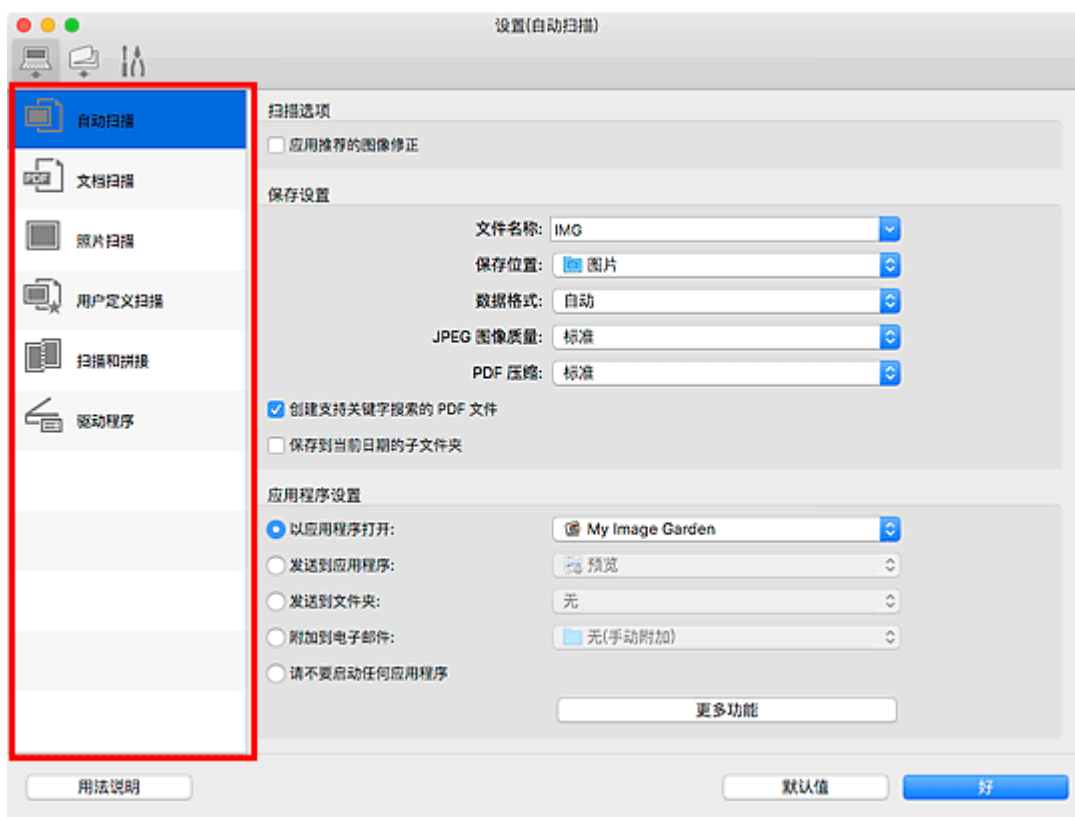 设置(自动扫描)
自动扫描
PDF 文档扫描
照片扫描
用户定义扫描
扫描和拼接
驱动程序
扫描选项
应用推荐的图像修正
保存设置
文件名称: IMG
保存位置: 图片
数据格式: 自动
JPEG 图像质量: 标准
PDF 压缩: 标准
创建支持关键字搜索的 PDF 文件
保存到当前日期的子文件夹
应用程序设置
以应用程序打开: My Image Garden
发送到应用程序: 预览
发送到文件夹: 无
附加到电子邮件: 无(手动附加)
请不要启动任何应用程序
更多功能
用法说明 默认值 好